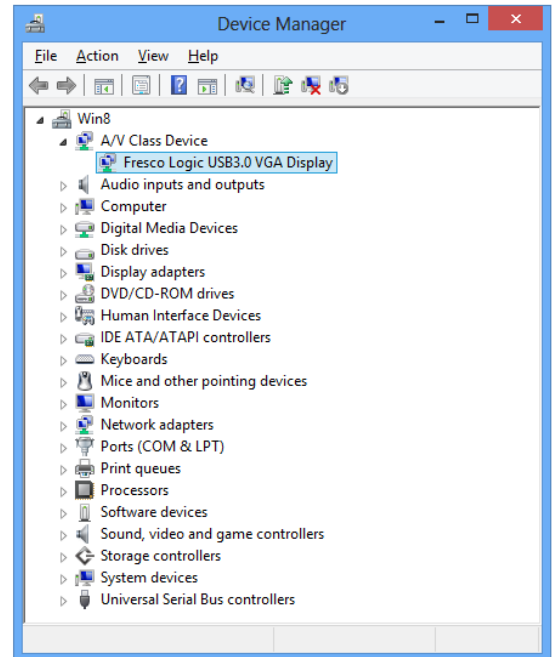 Device Manager
File Action View Help
Win8
A/V Class Device
Fresco Logic USB3.0 VGA Display
Audio inputs and outputs
Computer
Digital Media Devices
Disk drives
Display adapters
DVD/CD-ROM drives
Human Interface Devices
IDE ATA/ATAPI controllers
Keyboards
Mice and other pointing devices
Monitors
Network adapters
Ports (COM & LPT)
Print queues
Processors
Software devices
Sound, video and game controllers
Storage controllers
System devices
Universal Serial Bus controllers